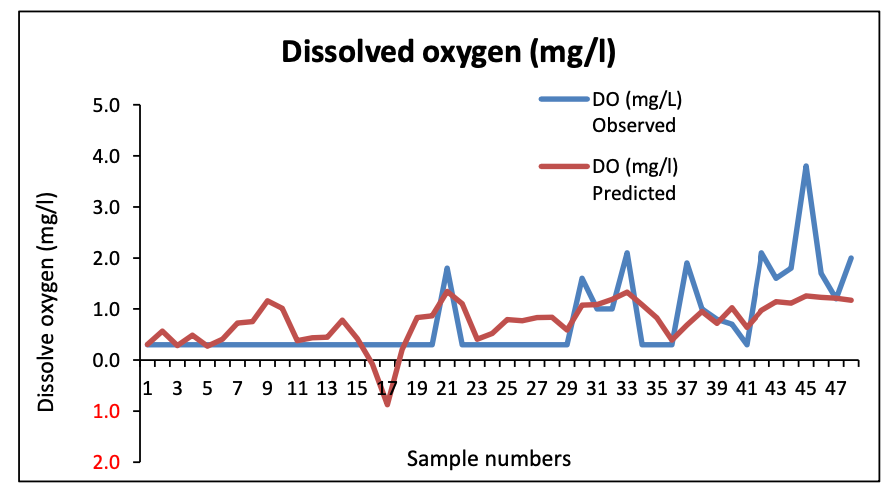 Dissolved oxygen (mg/l)
DO (mg/L)
Observed
DO (mg/l)
Predicted
5.0
4.0
3.0
2.0
1.0
0.0
1.0
2.0
Dissolve oxygen (mg/l)
1 3 5 7 9 11 13 15 17 19 21 23 25 27 29 31 33 35 37 39 41 43 45 47
Sample numbers